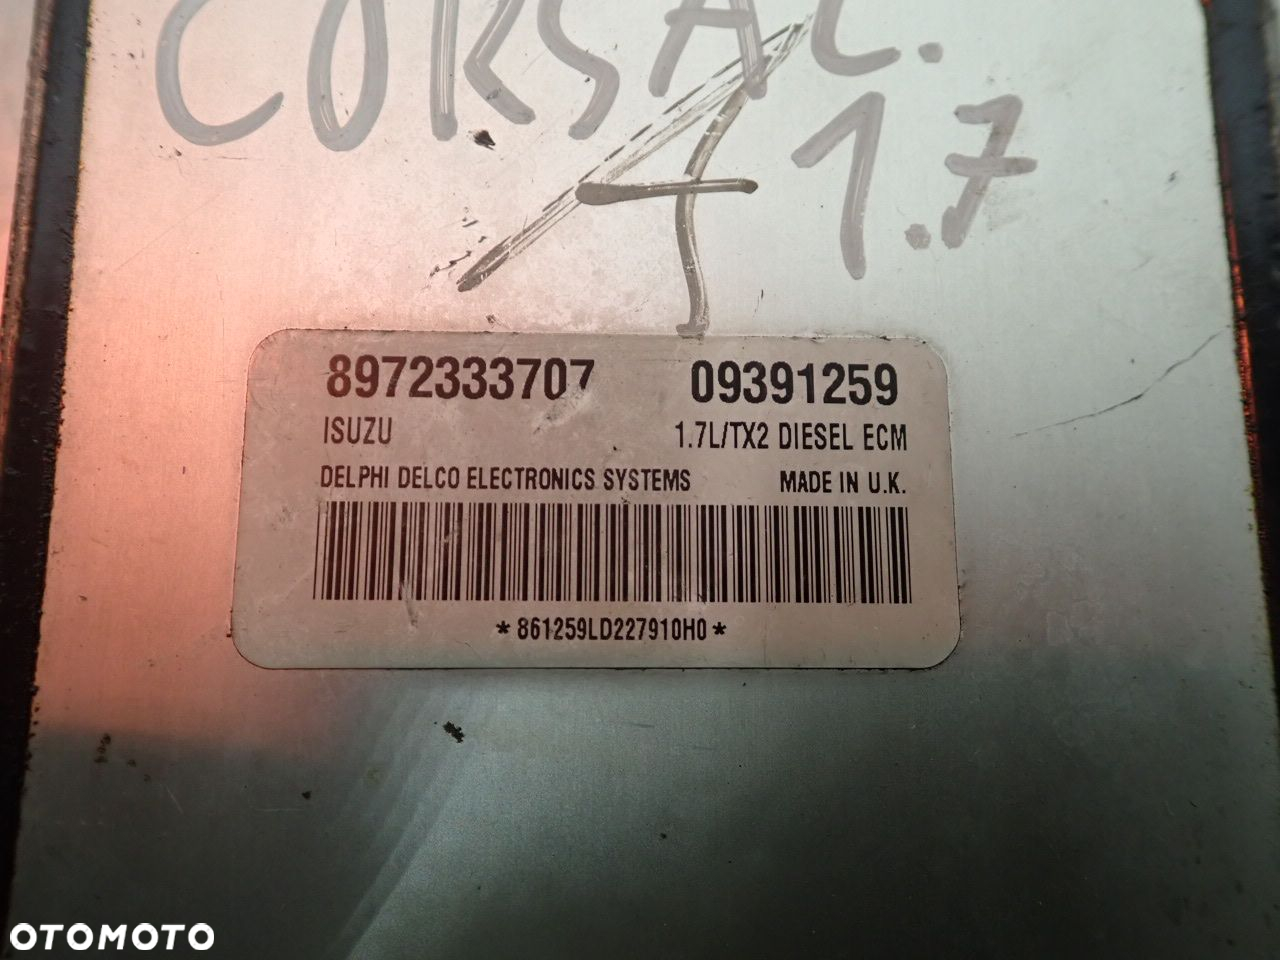 CORSA C.
1.7
8972333707 09391259
ISUZU 1.7L/TX2 DIESEL ECM
DELPHI DELCO ELECTRONICS SYSTEMS MADE IN U.K.
*861259LD227910H0*
OTOMOTO